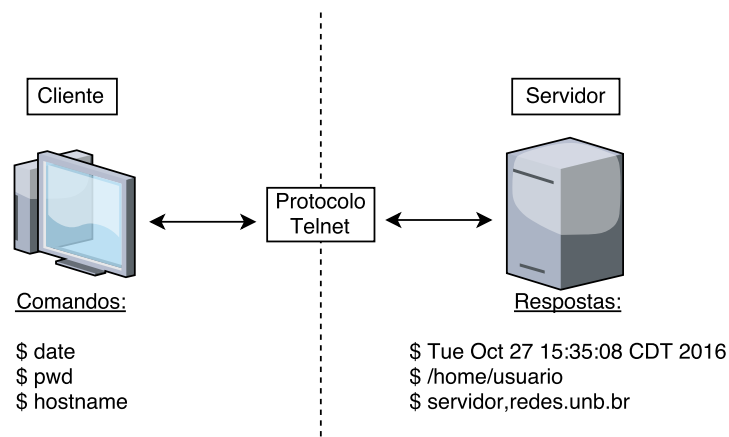 Cliente
Servidor
Protocolo
Telnet
Comandos:
$ date
$ pwd
$ hostname
Respostas:
$ Tue Oct 27 15:35:08 CDT 2016
$ /home/usuario
$ servidor,redes.unb.br